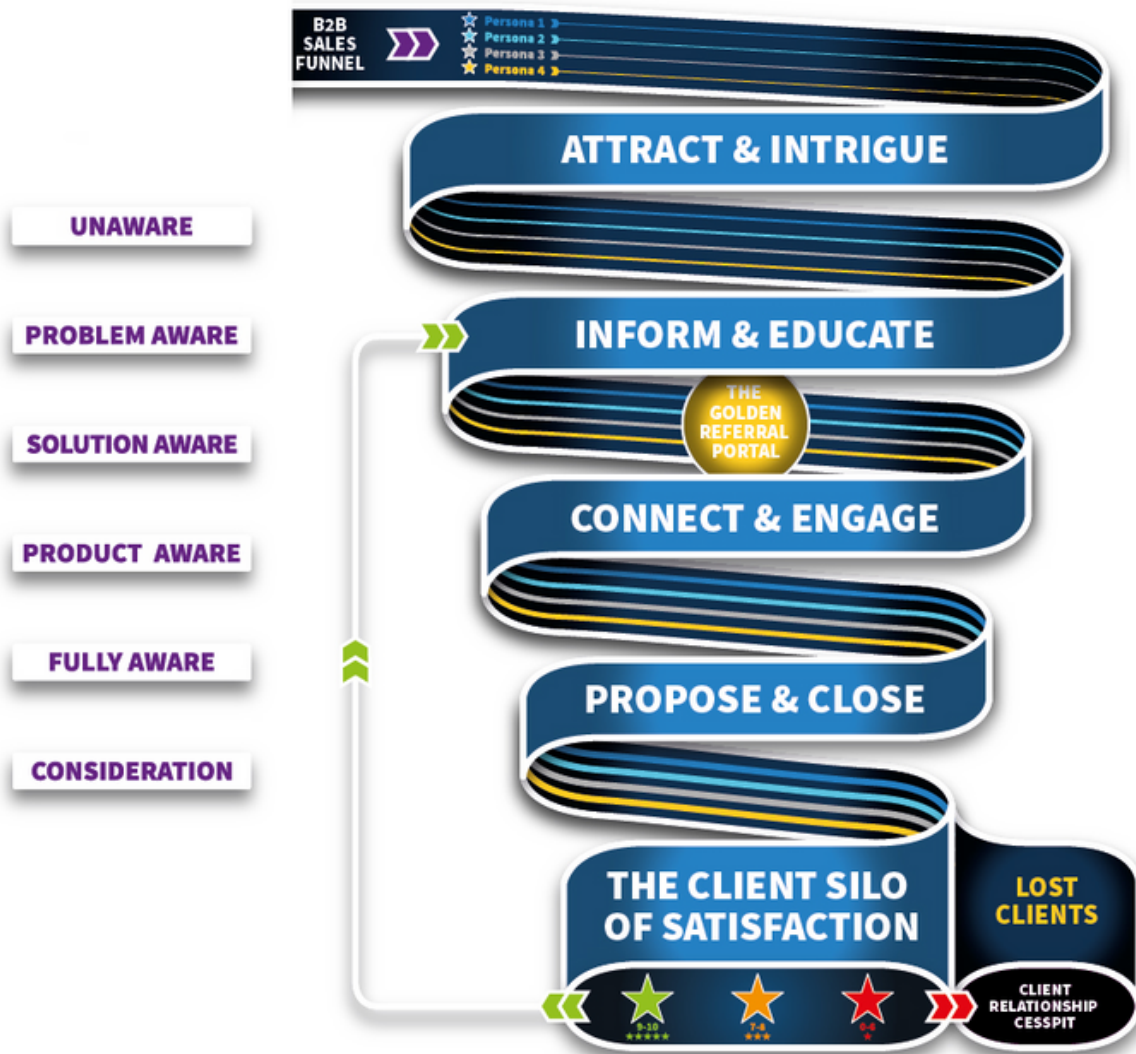 B2B
SALES
FUNNEL
Persona 1
Persona 2
Persona 3
Persona 4
ATTRACT & INTRIGUE
UNAWARE
PROBLEM AWARE
INFORM & EDUCATE
THE
GOLDEN
REFERRAL
PORTAL
SOLUTION AWARE
CONNECT & ENGAGE
PRODUCT AWARE
FULLY AWARE
PROPOSE & CLOSE
CONSIDERATION
THE CLIENT SILO
OF SATISFACTION
LOST
CLIENTS
9-10
7-8
0-6
CLIENT
RELATIONSHIP
CESSPIT